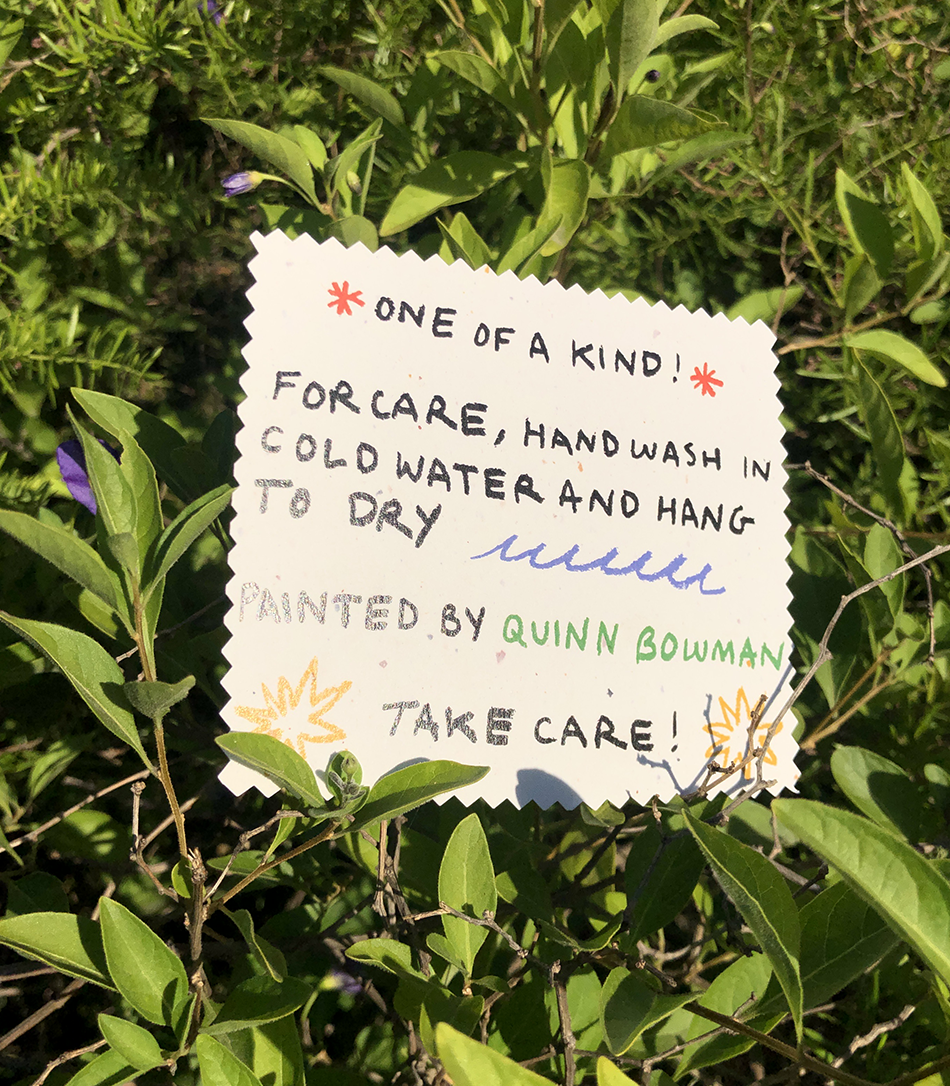 * ONE OF A KIND! *
FOR CARE, HAND WASH IN
COLD WATER AND HANG
TO DRY
PAINTED BY QUINN BOWMAN
TAKE CARE!